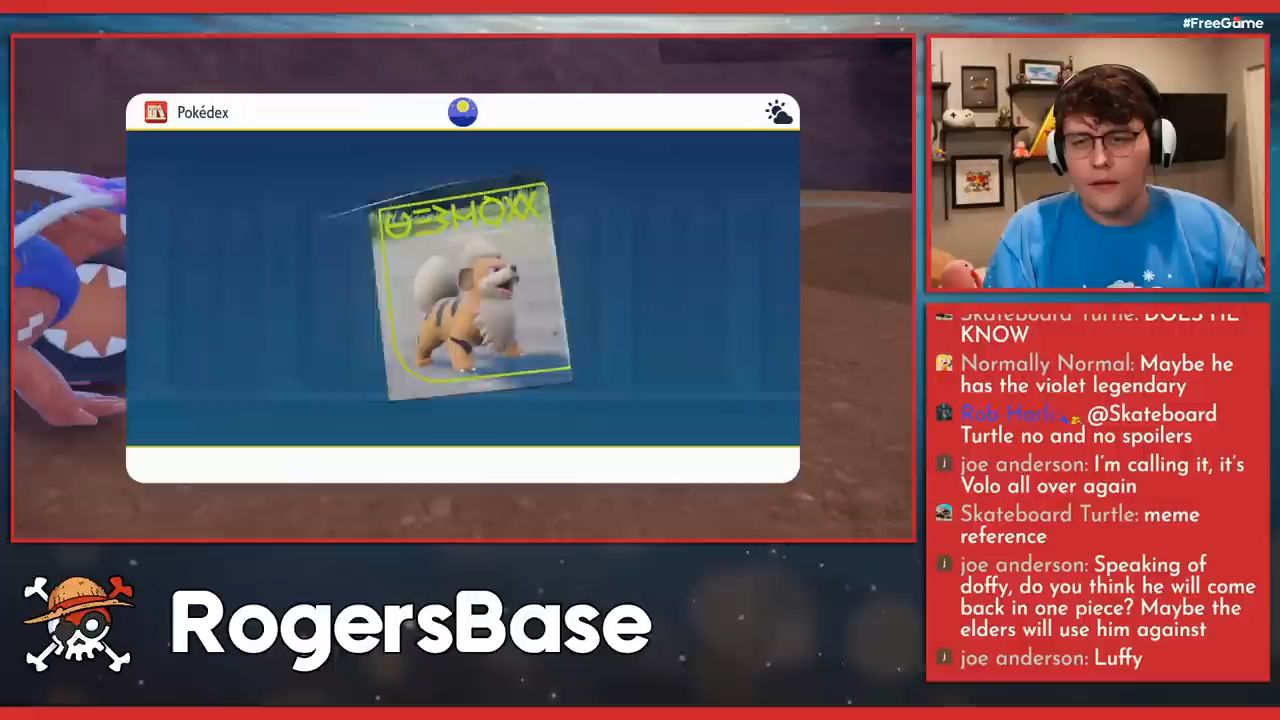 #FreeGame
Pokédex
Skateboard Turtle: DOES HE
KNOW
Normally Normal: Maybe he
has the violet legendary
@Skateboard
Turtle no and no spoilers
joe anderson: I'm calling it, it's
Volo all over again
Skateboard Turtle: meme
reference
joe anderson: Speaking of
doffy, do you think he will come
back in one piece? Maybe the
elders will use him against
joe anderson: Luffy
RogersBase